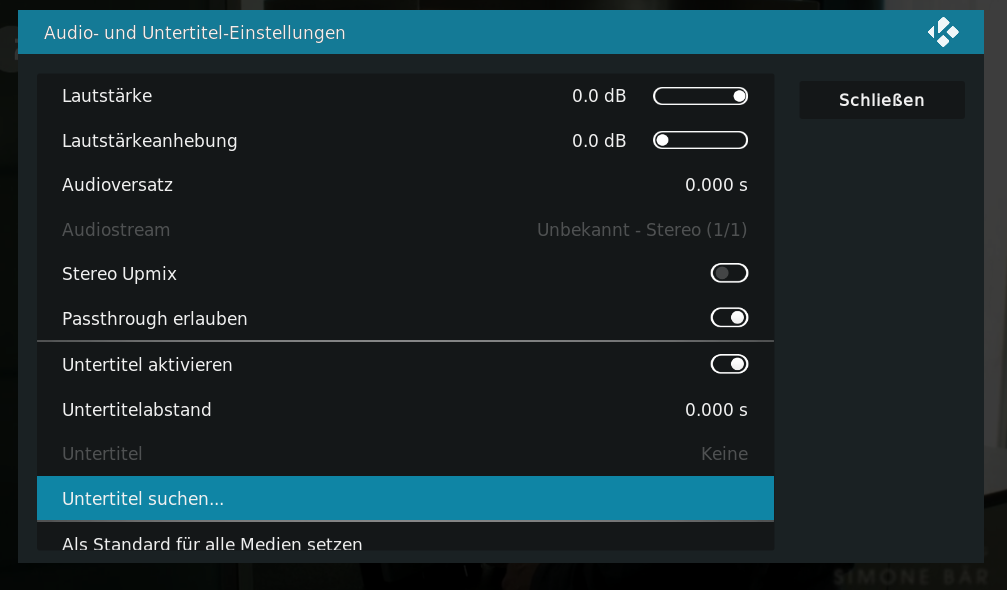 Audio- und Untertitel-Einstellungen
Lautstärke 0.0 dB
Schließen
Lautstärkeanhebung 0.0 dB
Audioversatz 0.000 s
Audiostream Unbekannt - Stereo (1/1)
Stereo Upmix
Passthrough erlauben
Untertitel aktivieren
Untertitelabstand 0.000 s
Untertitel Keine
Untertitel suchen...
Als Standard für alle Medien setzen
SIMONE BÄR